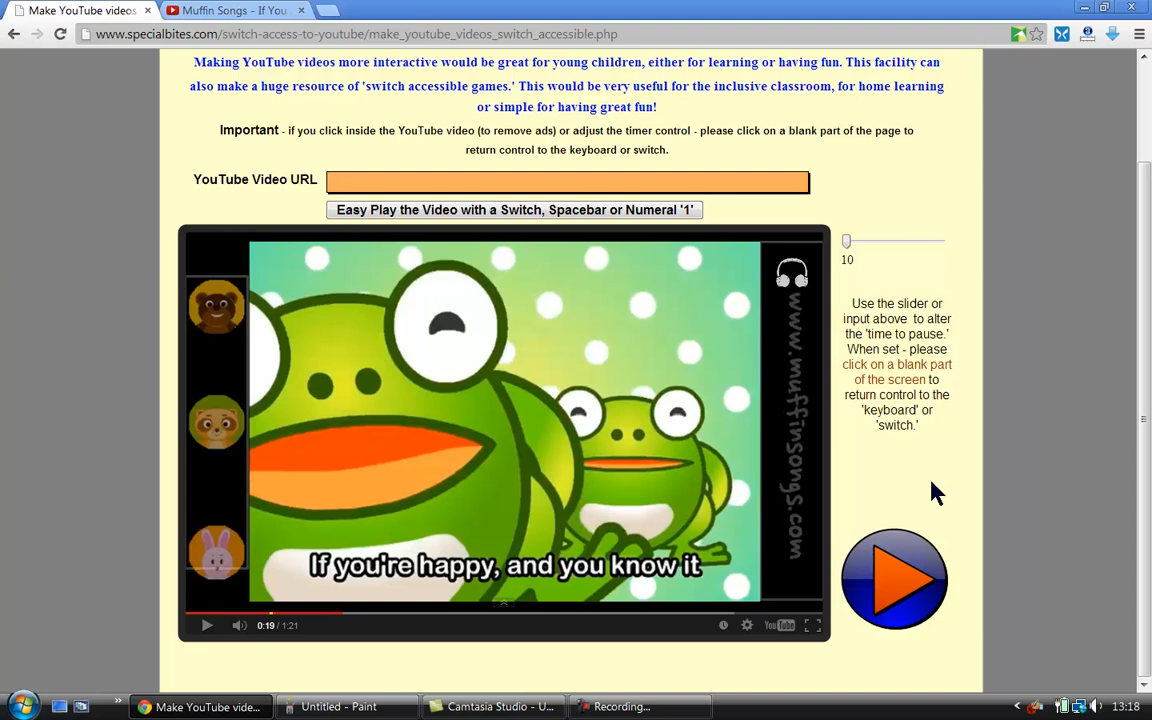 Make YouTube videos
Muffin Songs - If You
www.specialbites.com/switch-access-to-youtube/make_youtube_videos_switch_accessible.php
Making YouTube videos more interactive would be great for young children, either for learning or having fun. This facility can
also make a huge resource of 'switch accessible games.' This would be very useful for the inclusive classroom, for home learning
or simple for having great fun!
Important - if you click inside the YouTube video (to remove ads) or adjust the timer control - please click on a blank part of the page to
return control to the keyboard or switch.
YouTube Video URL
Easy Play the Video with a Switch, Spacebar or Numeral '1'
10
Use the slider or
input above to alter
the 'time to pause.'
When set - please
click on a blank part
of the screen to
return control to the
'keyboard' or
'switch.'
www.muffinsongs.com
If you're happy, and you know it
0:19 / 1:21
YouTube
Make YouTube vide...
Untitled - Paint
Camtasia Studio - U...
Recording...
13:18